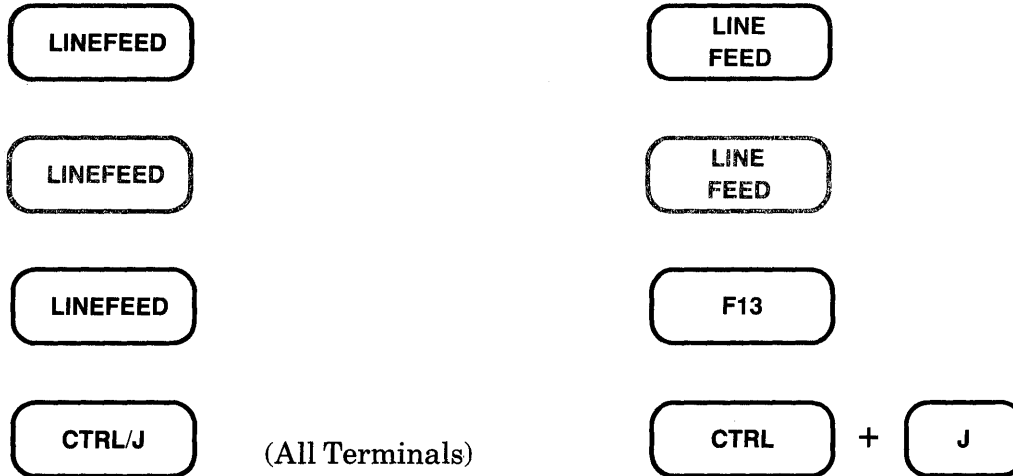 LINEFEED
LINE
FEED
LINEFEED
LINE
FEED
LINEFEED
F13
CTRL/J (All Terminals) CTRL + J